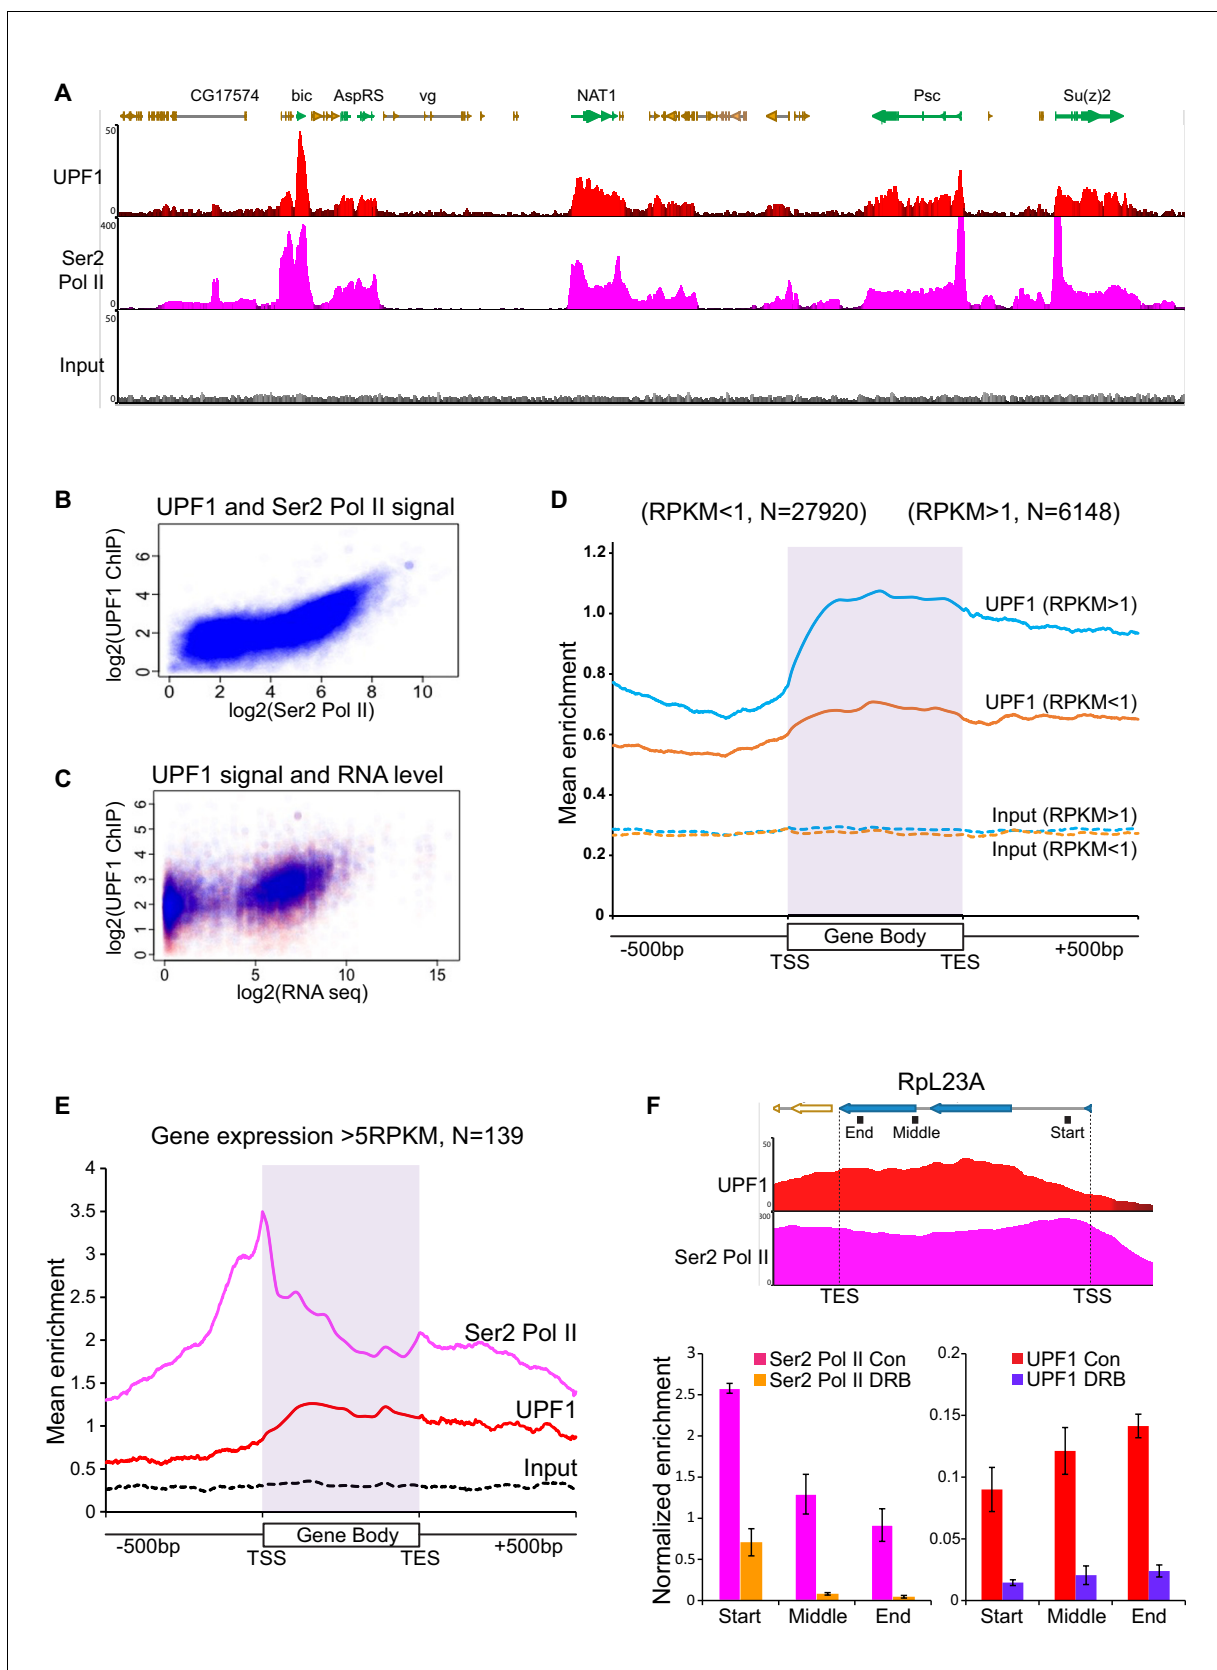 A
CG17574 bic AspRS vg NAT1 Psc Su(z)2
50
UPF1
0
400
Ser2
Pol II
0
50
Input
0
B
UPF1 and Ser2 Pol II signal
log2(UPF1 ChIP)
6
4
2
0
0 2 4 6 8 10
log2(Ser2 Pol II)
C
UPF1 signal and RNA level
log2(UPF1 ChIP)
6
5
4
3
2
1
0
0 5 10 15
log2(RNA seq)
D
(RPKM<1, N=27920) (RPKM>1, N=6148)
Mean enrichment
1.2
1.0
0.8
0.6
0.4
0.2
0
UPF1 (RPKM>1)
UPF1 (RPKM<1)
Input (RPKM>1)
Input (RPKM<1)
-500bp Gene Body +500bp
TSS TES
E
Gene expression >5RPKM, N=139
Mean enrichment
4
3.5
3
2.5
2
1.5
1
0.5
0
Ser2 Pol II
UPF1
Input
-500bp Gene Body +500bp
TSS TES
F
RpL23A
End Middle Start
50
UPF1
0
300
Ser2 Pol II
0
TES TSS
Normalized enrichment
3
2.5
2
1.5
1
0.5
0
Ser2 Pol II Con
Ser2 Pol II DRB
Start Middle End
0.2
0.15
0.1
0.05
0
UPF1 Con
UPF1 DRB
Start Middle End